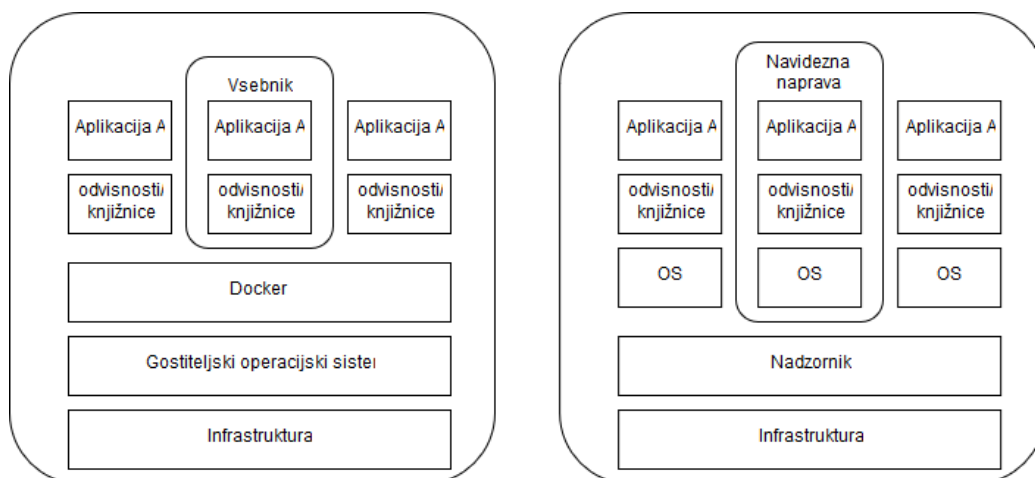 Vsebnik
Aplikacija A
Aplikacija A
Aplikacija A
odvisnosti/
knjižnice
odvisnosti/
knjižnice
odvisnosti/
knjižnice
Docker
Gostiteljski operacijski sister
Infrastruktura
Navidezna
naprava
Aplikacija A
Aplikacija A
Aplikacija A
odvisnosti/
knjižnice
odvisnosti/
knjižnice
odvisnosti/
knjižnice
OS
OS
OS
Nadzornik
Infrastruktura